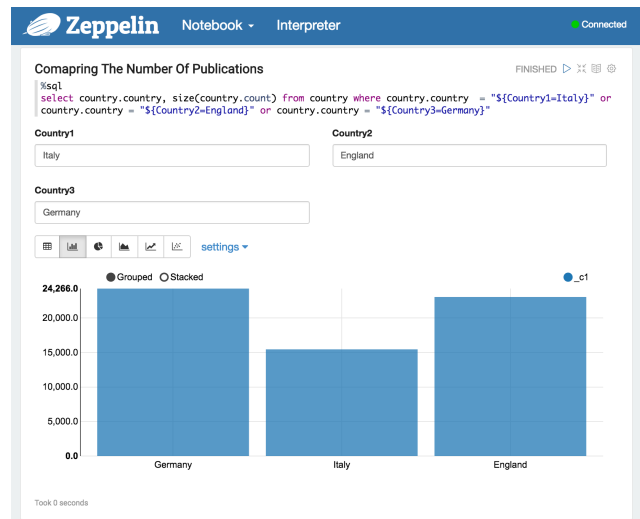 Zeppelin Notebook Interpreter Connected
Comapring The Number Of Publications FINISHED
%sql
select country.country, size(country.count) from country where country.country  = "${Country1=Italy}" or
country.country = "${Country2=England}" or country.country = "${Country3=Germany}"
Country1 Country2
Italy England
Country3
Germany
settings
Grouped Stacked _c1
24,266.0
20,000.0
15,000.0
10,000.0
5,000.0
0.0
Germany Italy England
Took 0 seconds